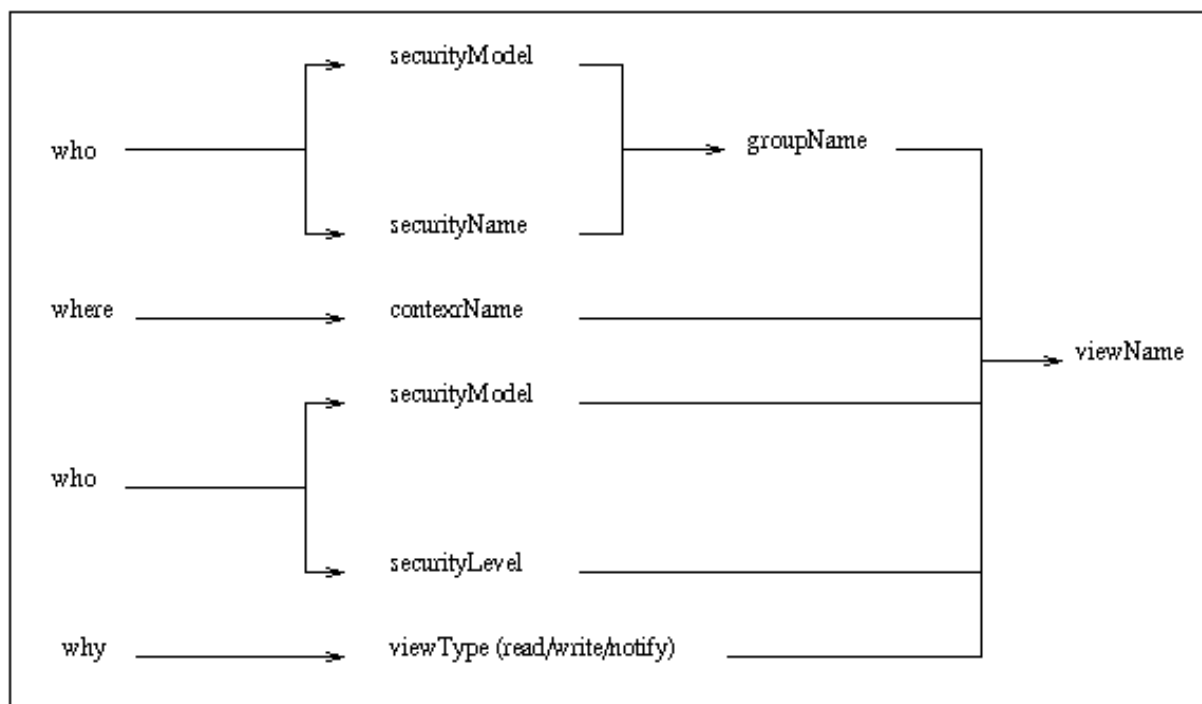 securityModel
who
groupName
securityName
where
contexrName
viewName
securityModel
who
securityLevel
why
viewType (read/write/notify)